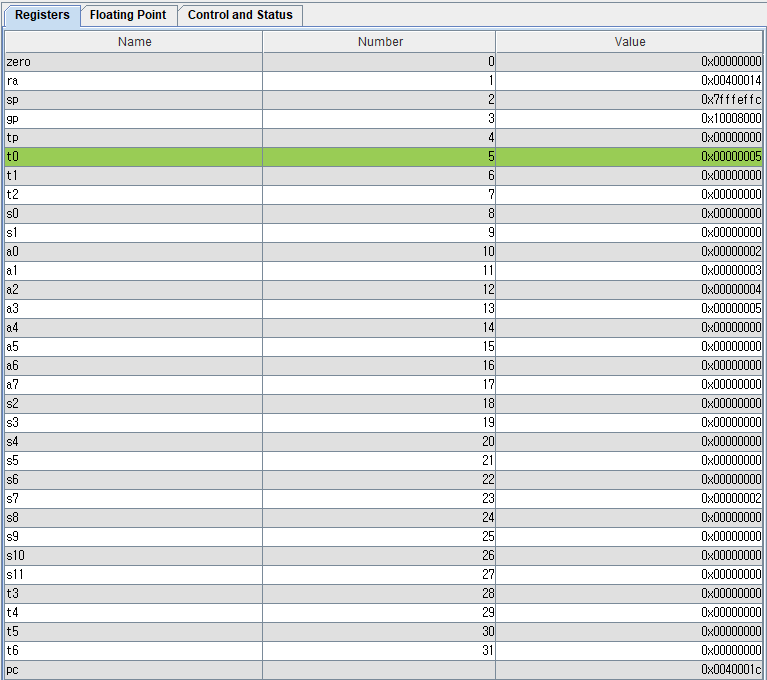 Registers Floating Point Control and Status
Name Number Value
zero 0 0x00000000
ra 1 0x00400014
sp 2 0x7fffeffc
gp 3 0x10008000
tp 4 0x00000000
t0 5 0x00000005
t1 6 0x00000000
t2 7 0x00000000
s0 8 0x00000000
s1 9 0x00000000
a0 10 0x00000002
a1 11 0x00000003
a2 12 0x00000004
a3 13 0x00000005
a4 14 0x00000000
a5 15 0x00000000
a6 16 0x00000000
a7 17 0x00000000
s2 18 0x00000000
s3 19 0x00000000
s4 20 0x00000000
s5 21 0x00000000
s6 22 0x00000000
s7 23 0x00000002
s8 24 0x00000000
s9 25 0x00000000
s10 26 0x00000000
s11 27 0x00000000
t3 28 0x00000000
t4 29 0x00000000
t5 30 0x00000000
t6 31 0x00000000
pc 0x0040001c